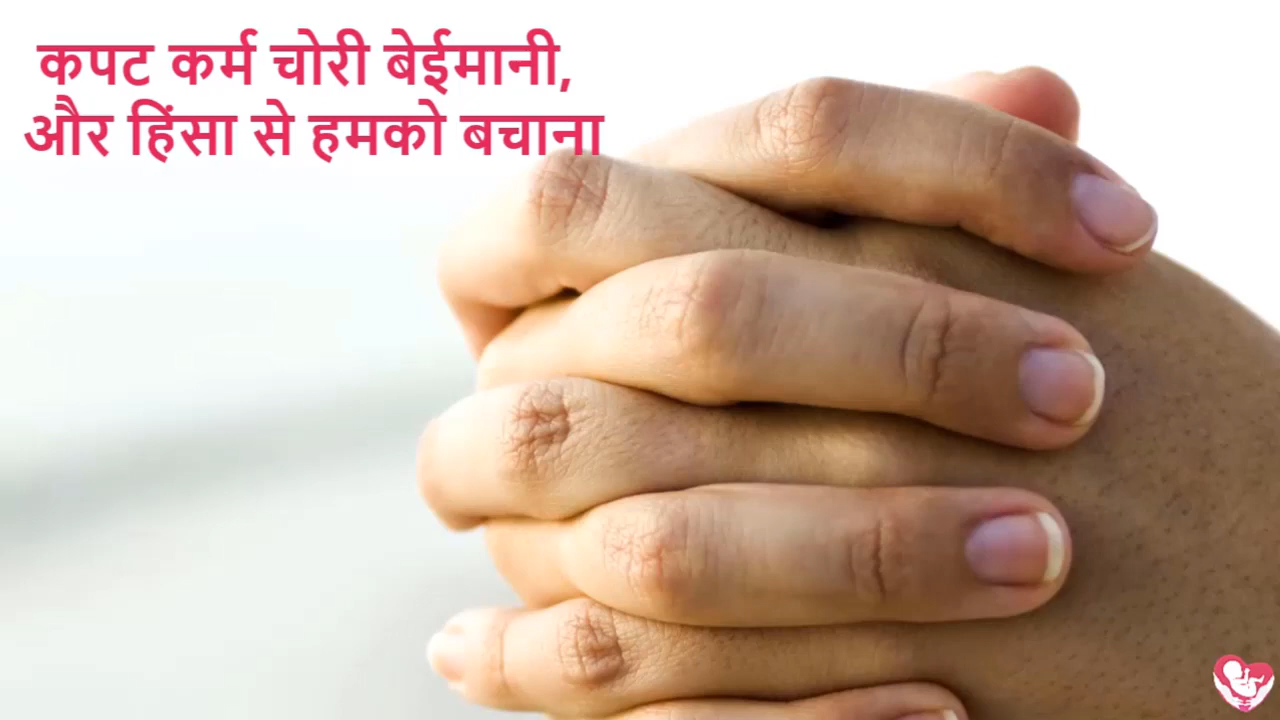 कपट कर्म चोरी बेईमानी,
और हिंसा से हमको बचाना